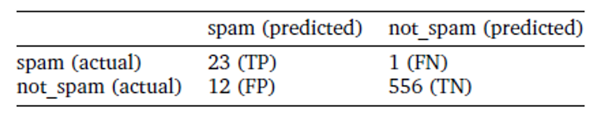 spam (predicted) not_spam (predicted)
spam (actual) 23 (TP) 1 (FN)
not_spam (actual) 12 (FP) 556 (TN)